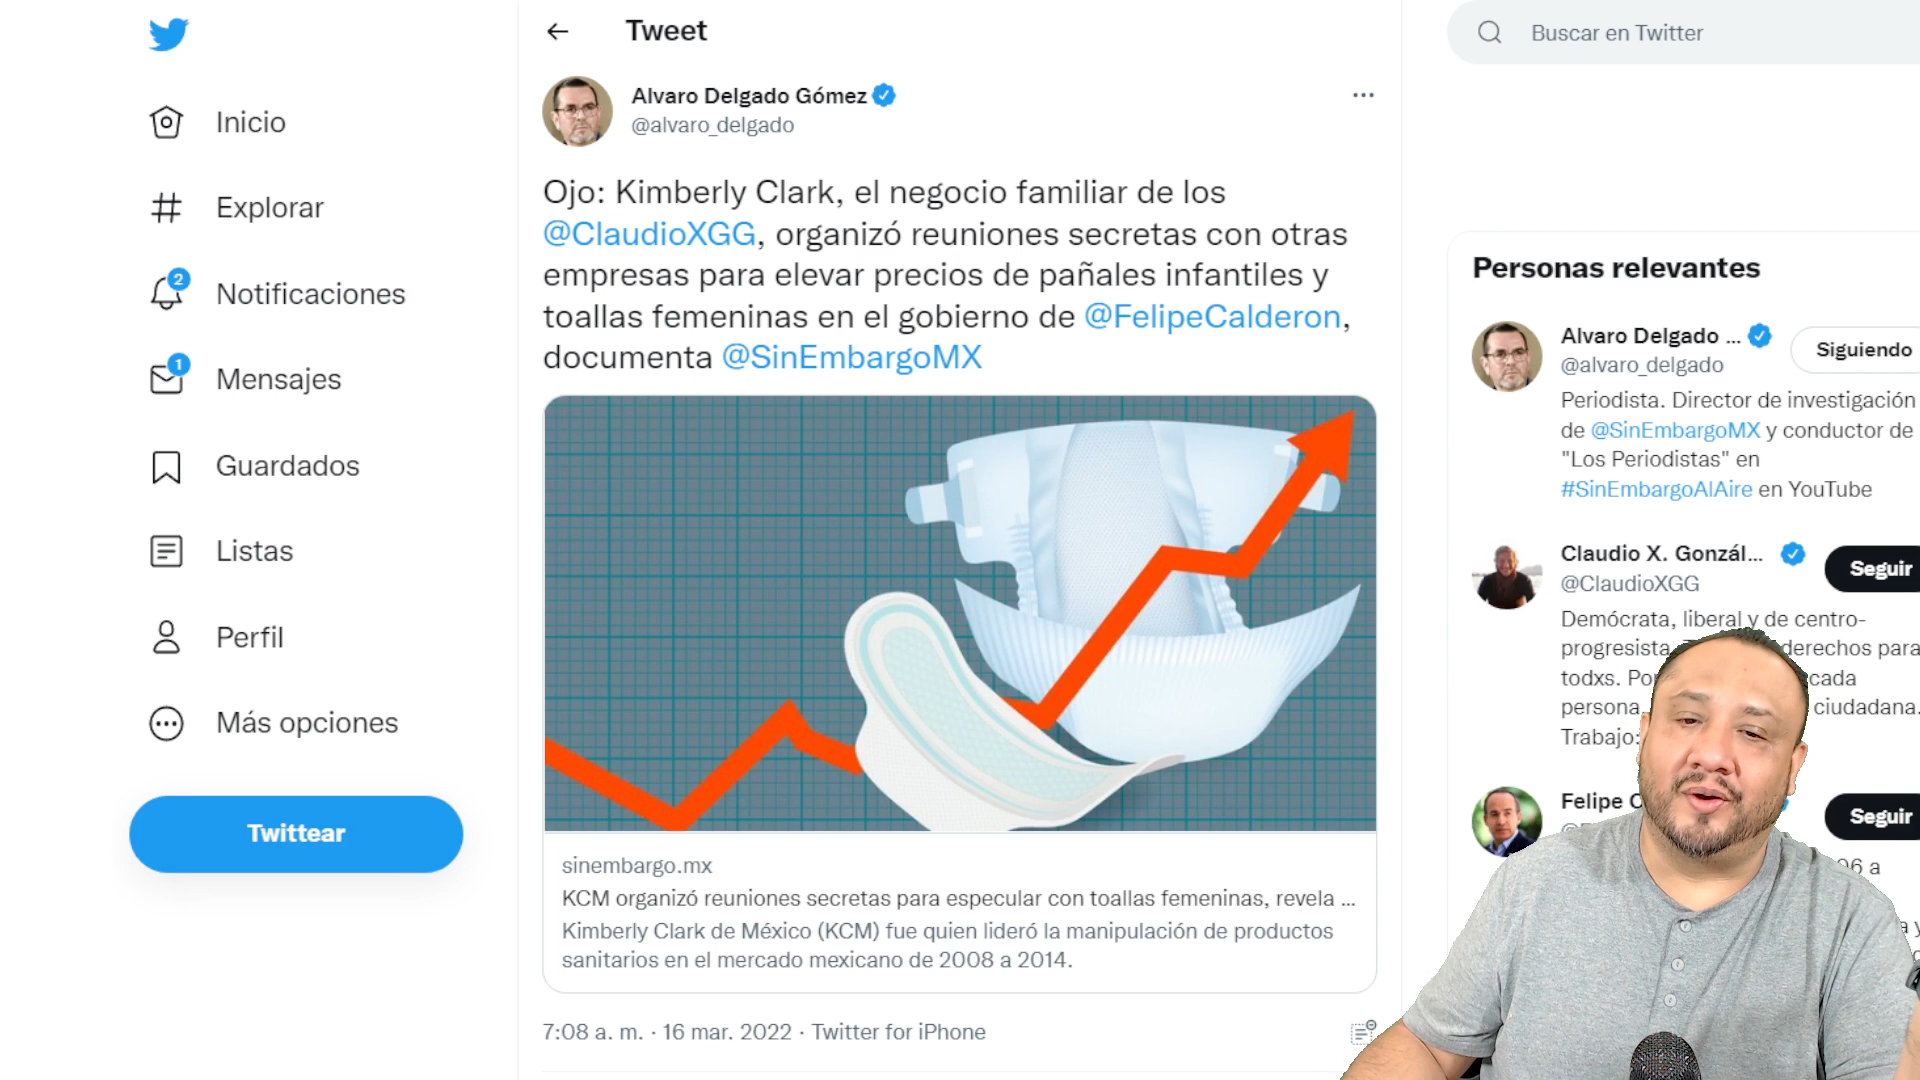 Tweet
Buscar en Twitter
Inicio
Explorar
2
Notificaciones
1
Mensajes
Guardados
Listas
Perfil
Más opciones
Twittear
Alvaro Delgado Gómez
@alvaro_delgado
Ojo: Kimberly Clark, el negocio familiar de los
@ClaudioXGG, organizó reuniones secretas con otras
empresas para elevar precios de pañales infantiles y
toallas femeninas en el gobierno de @FelipeCalderon,
documenta @SinEmbargoMX
sinembargo.mx
KCM organizó reuniones secretas para especular con toallas femeninas, revela ...
Kimberly Clark de México (KCM) fue quien lideró la manipulación de productos
sanitarios en el mercado mexicano de 2008 a 2014.
7:08 a. m. · 16 mar. 2022 · Twitter for iPhone
Personas relevantes
Alvaro Delgado ...
Siguiendo
@alvaro_delgado
Periodista. Director de investigación
de @SinEmbargoMX y conductor de
"Los Periodistas" en
#SinEmbargoAlAire en YouTube
Claudio X. Gonzál...
Seguir
@ClaudioXGG
Demócrata, liberal y de centro-
progresista. derechos para
todxs. cada
persona, ciudadana.
Trabajo:
Felipe
Seguir
a